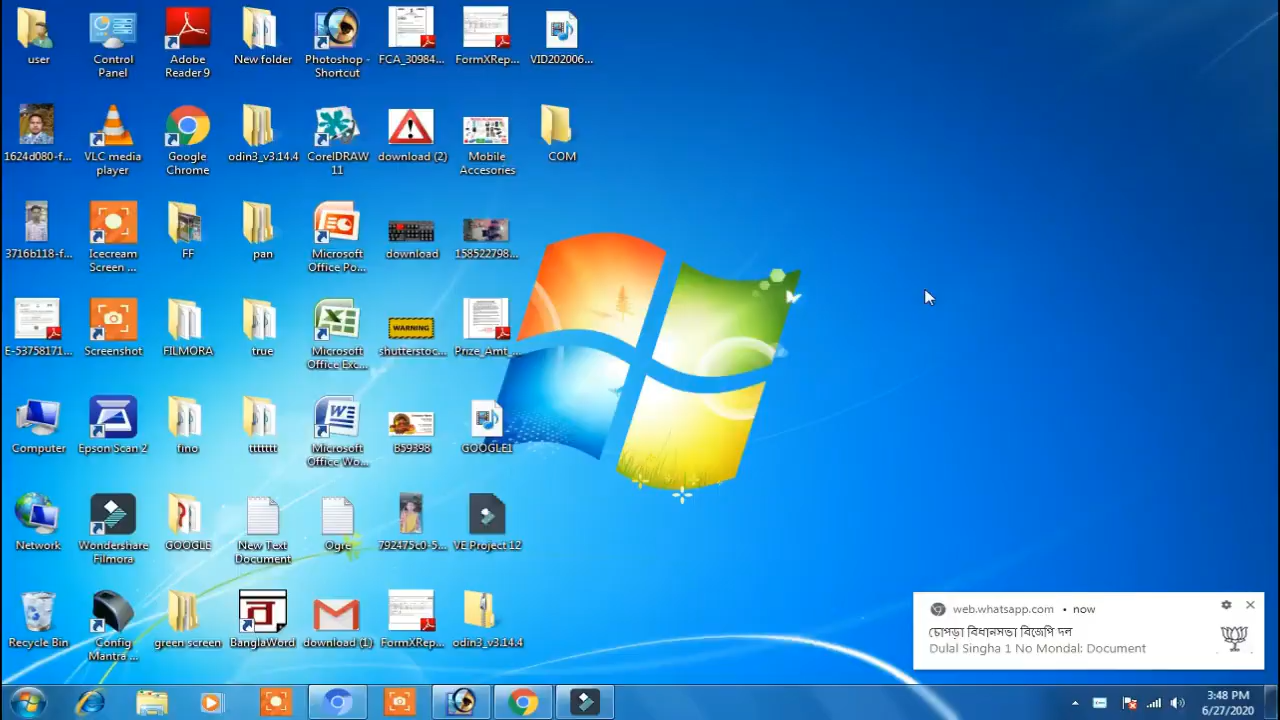 user
Control
Panel
Adobe
Reader 9
New folder
Photoshop -
Shortcut
FCA_30984...
FormXRep...
VID202006...
1624d080-f...
VLC media
player
Google
Chrome
odin3_v3.14.4
CorelDRAW
11
download (2)
Mobile
Accesories
COM
3716b118-f...
Icecream
Screen ...
FF
pan
Microsoft
Office Po...
download
158522798...
E-53758171...
Screenshot
FILMORA
true
Microsoft
Office Exc...
WARNING
shutterstoc...
Prize_Amt_...
Computer
Epson Scan 2
fino
ttttttt
Microsoft
Office Wo...
B59398
GOOGLE1
Network
Wondershare
Filmora
GOOGLE
New Text
Document
Ogre
792475c0-5...
VE Project 12
Recycle Bin
Config
Mantra ...
green screen
BanglaWord
download (1)
FormXRep...
odin3_v3.14.4
web.whatsapp.com • now
চোপড়া বিধানসভা বিজেপি দল
Dulal Singha 1 No Mondal: Document
3:48 PM
6/27/2020